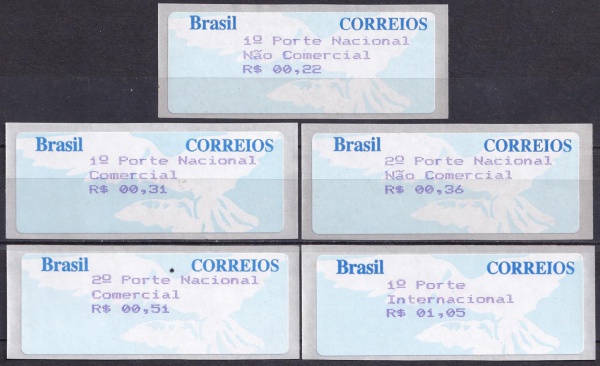 Brasil CORREIOS
1º Porte Nacional
Não Comercial
R$ 00,22
Brasil CORREIOS
1º Porte Nacional
Comercial
R$ 00,31
Brasil CORREIOS
2º Porte Nacional
Não Comercial
R$ 00,36
Brasil CORREIOS
2º Porte Nacional
Comercial
R$ 00,51
Brasil CORREIOS
1º Porte
Internacional
R$ 01,05